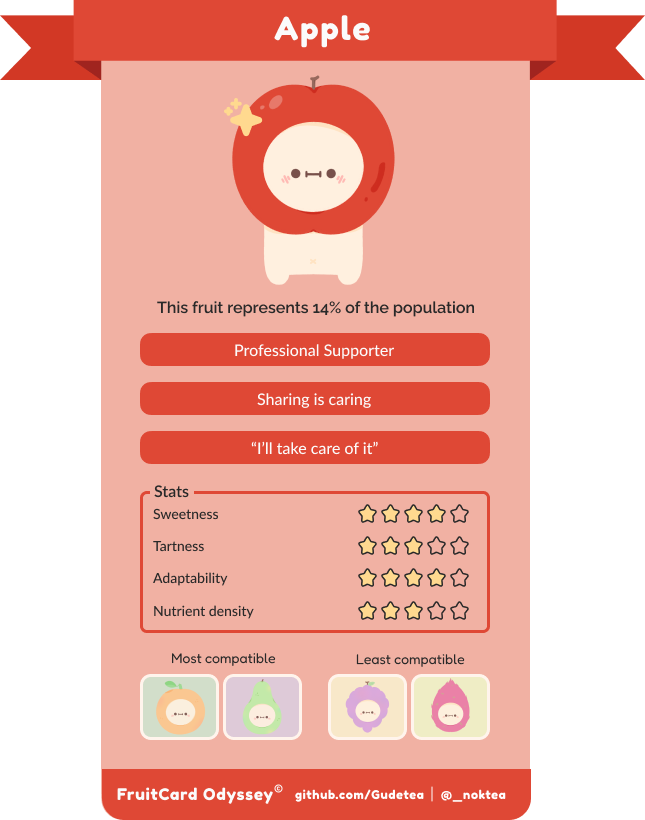 Apple
This fruit represents 14% of the population
Professional Supporter
Sharing is caring
“I’ll take care of it”
Stats
Sweetness
Tartness
Adaptability
Nutrient density
Most compatible
Least compatible
FruitCard Odyssey© github.com/Gudetea | @__noktea